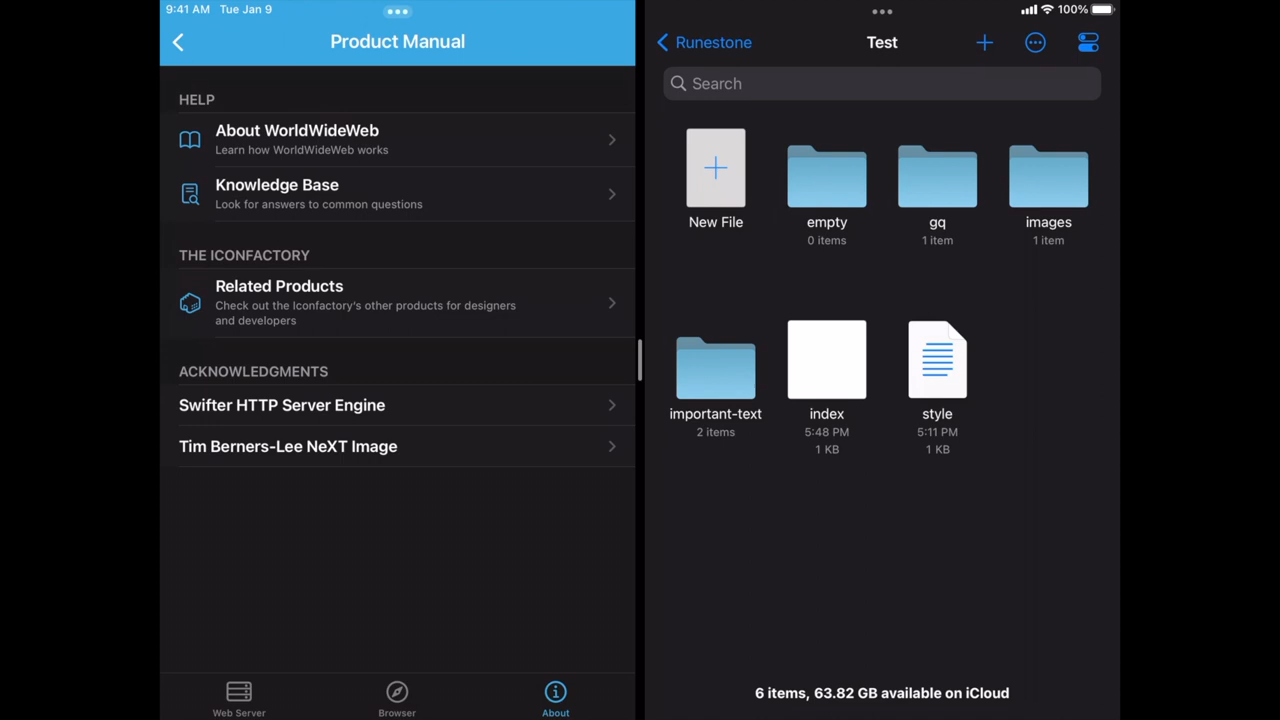 9:41 AM Tue Jan 9
Product Manual
HELP
About WorldWideWeb
Learn how WorldWideWeb works
Knowledge Base
Look for answers to common questions
THE ICONFACTORY
Related Products
Check out the Iconfactory's other products for designers
and developers
ACKNOWLEDGMENTS
Swifter HTTP Server Engine
Tim Berners-Lee NeXT Image
Web Server
Browser
About
100%
Runestone
Test
Search
New File
empty
0 items
gq
1 item
images
1 item
important-text
2 items
index
5:48 PM
1 KB
style
5:11 PM
1 KB
6 items, 63.82 GB available on iCloud